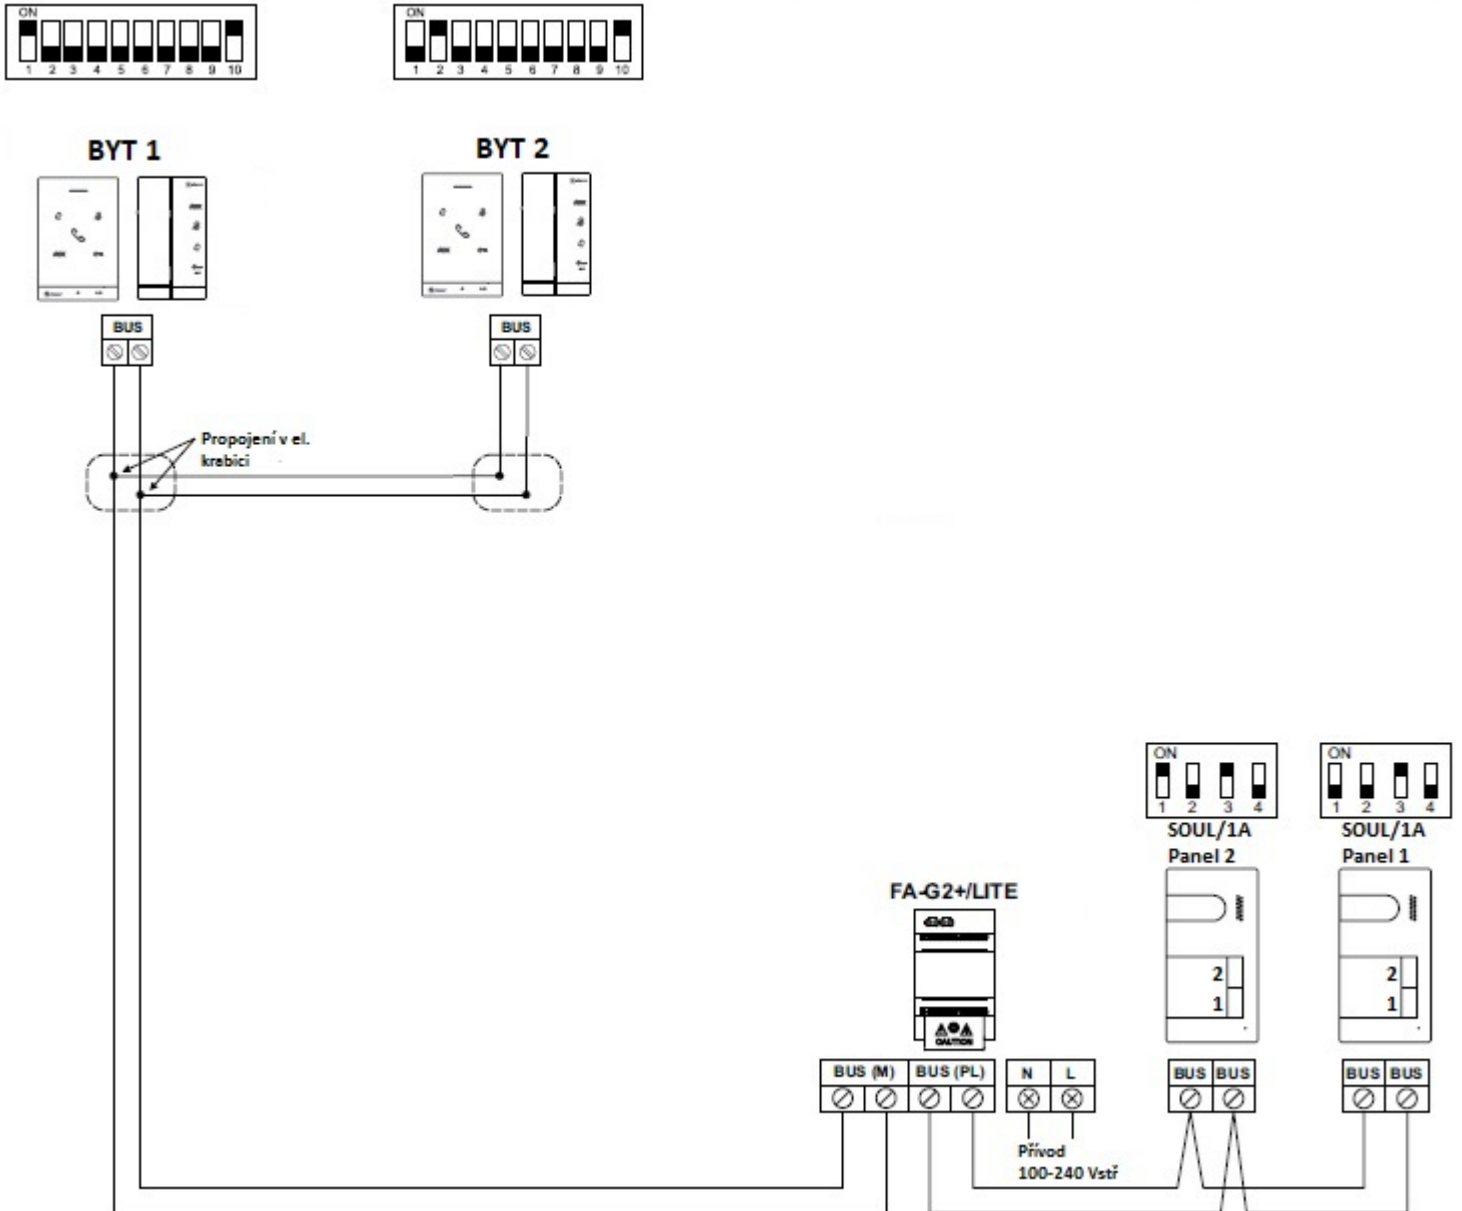 ON
1 2 3 4 5 6 7 8 9 10
ON
1 2 3 4 5 6 7 8 9 10
BYT 1
BYT 2
BUS
BUS
Propojení v el.
krabici
ON
1 2 3 4
SOUL/1A
Panel 2
ON
1 2 3 4
SOUL/1A
Panel 1
FA-G2+/LITE
CAUTION
2
1
2
1
BUS (M) BUS (PL) N L
BUS BUS
BUS BUS
Přívod
100-240 Vstř